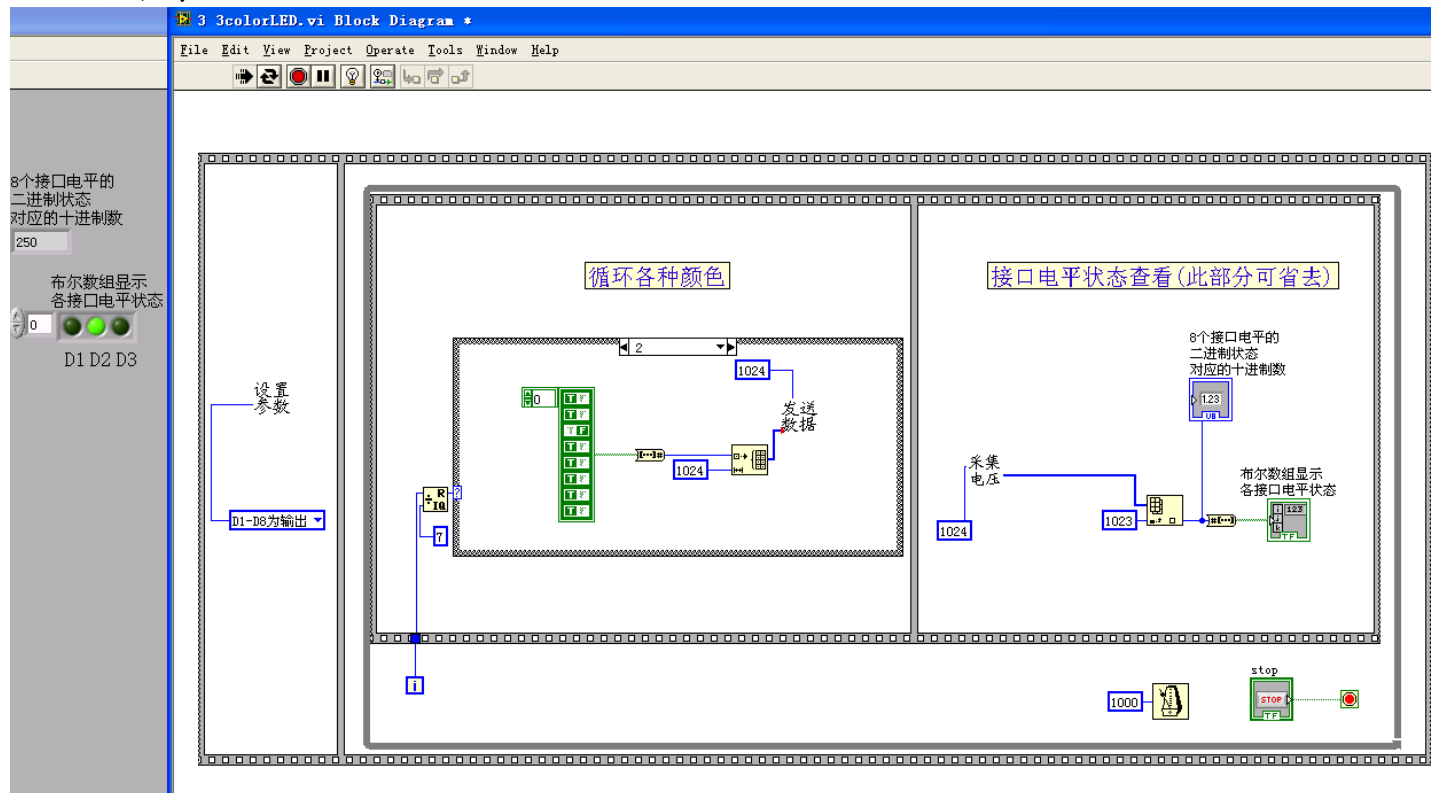 3 3colorLED.vi Block Diagram *
File Edit View Project Operate Tools Window Help
8个接口电平的
二进制状态
对应的十进制数
250
布尔数组显示
各接口电平状态
0
D1 D2 D3
设置
参数
D1-D8为输出
循环各种颜色
2
1024
发送
数据
0
T F
T F
T F
T F
T F
T F
T F
T F
1024
R
IQ
?
7
i
接口电平状态查看(此部分可省去)
8个接口电平的
二进制状态
对应的十进制数
1.23
U8
采集
电压
1024
1023
布尔数组显示
各接口电平状态
i 123
j
k
TF
1000
stop
STOP
TF